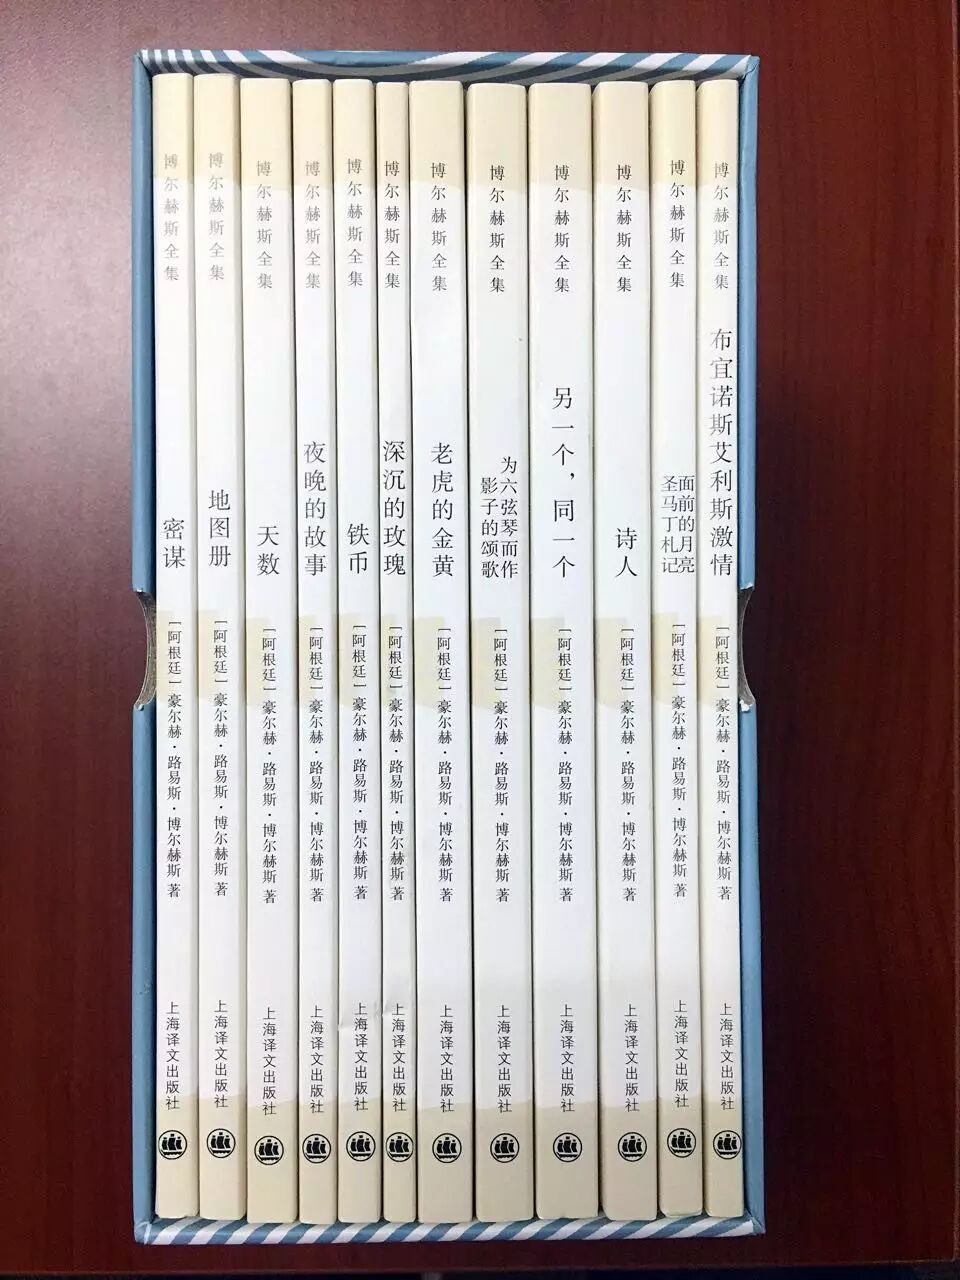 博尔赫斯全集
密谋
[阿根廷] 豪尔赫·路易斯·博尔赫斯 著
上海译文出版社
博尔赫斯全集
地图册
[阿根廷] 豪尔赫·路易斯·博尔赫斯 著
上海译文出版社
博尔赫斯全集
天数
[阿根廷] 豪尔赫·路易斯·博尔赫斯 著
上海译文出版社
博尔赫斯全集
夜晚的故事
[阿根廷] 豪尔赫·路易斯·博尔赫斯 著
上海译文出版社
博尔赫斯全集
铁币
[阿根廷] 豪尔赫·路易斯·博尔赫斯 著
上海译文出版社
博尔赫斯全集
深沉的玫瑰
[阿根廷] 豪尔赫·路易斯·博尔赫斯 著
上海译文出版社
博尔赫斯全集
老虎的金黄
[阿根廷] 豪尔赫·路易斯·博尔赫斯 著
上海译文出版社
博尔赫斯全集
为六弦琴而作
影子的颂歌
[阿根廷] 豪尔赫·路易斯·博尔赫斯 著
上海译文出版社
博尔赫斯全集
另一个，同一个
[阿根廷] 豪尔赫·路易斯·博尔赫斯 著
上海译文出版社
博尔赫斯全集
诗人
[阿根廷] 豪尔赫·路易斯·博尔赫斯 著
上海译文出版社
博尔赫斯全集
面前的月亮
圣马丁札记
[阿根廷] 豪尔赫·路易斯·博尔赫斯 著
上海译文出版社
博尔赫斯全集
布宜诺斯艾利斯激情
[阿根廷] 豪尔赫·路易斯·博尔赫斯 著
上海译文出版社